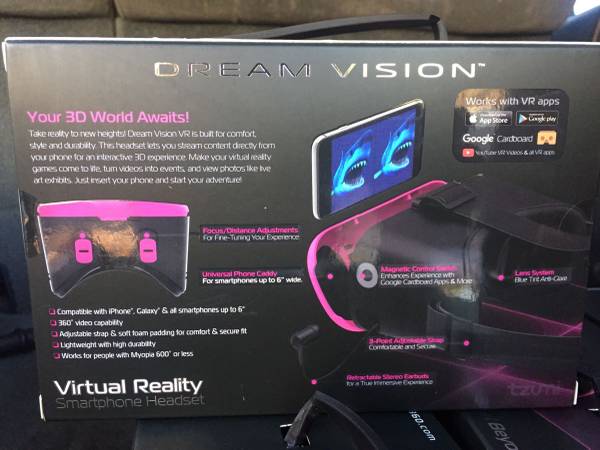 DREAM VISION™
Your 3D World Awaits!
Take reality to new heights! Dream Vision VR is built for comfort,
style and durability. This headset lets you stream content directly from
your phone for an interactive 3D experience. Make your virtual reality
games come to life, turn videos into events, and view photos like live
art exhibits. Just insert your phone and start your adventure!
Works with VR apps
App Store
Google play
Google Cardboard
YouTube VR Videos & all VR apps
Focus/Distance Adjustments
For Fine-Tuning Your Experience
Universal Phone Caddy
For smartphones up to 6" wide.
Magnetic Control Switch
Enhances Experience with
Google Cardboard Apps & More
Lens System
Blue Tint Anti-Glare
Compatible with iPhone®, Galaxy® & all smartphones up to 6"
360° video capability
Adjustable strap & soft foam padding for comfort & secure fit
Lightweight with high durability
Works for people with Myopia 600° or less
3-Point Adjustable Strap
Comfortable and Secure
Retractable Stereo Earbuds
for a True Immersive Experience
Virtual Reality
Smartphone Headset
tzumi
360.com
Beyo